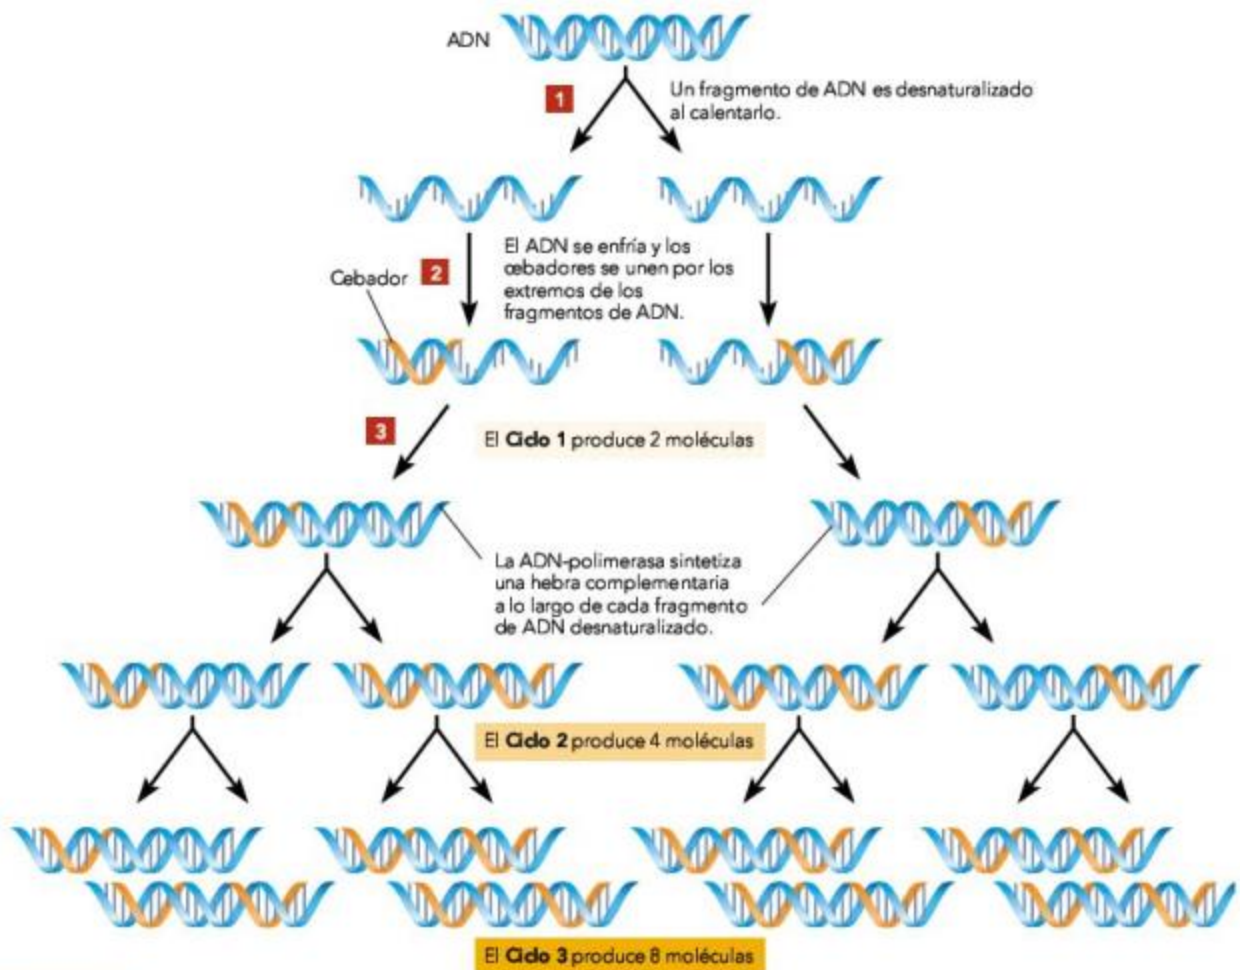 ADN
1
Un fragmento de ADN es desnaturalizado
al calentarlo.
El ADN se enfría y los
cebadores se unen por los
extremos de los
fragmentos de ADN.
Cebador
2
3
El Ciclo 1 produce 2 moléculas
La ADN-polimerasa sintetiza
una hebra complementaria
a lo largo de cada fragmento
de ADN desnaturalizado.
El Ciclo 2 produce 4 moléculas
El Ciclo 3 produce 8 moléculas